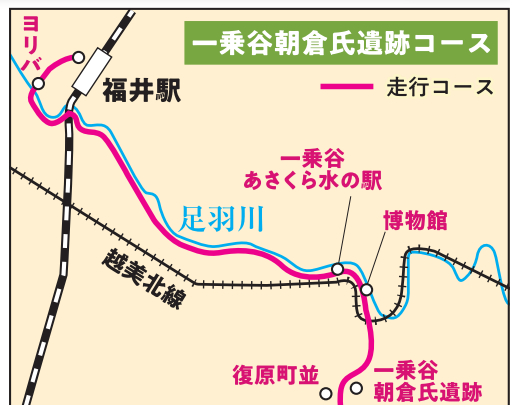 一乗谷朝倉氏遺跡コース
走行コース
ヨリバ
福井駅
一乗谷
あさくら水の駅
足羽川
博物館
越美北線
復原町並
一乗谷
朝倉氏遺跡